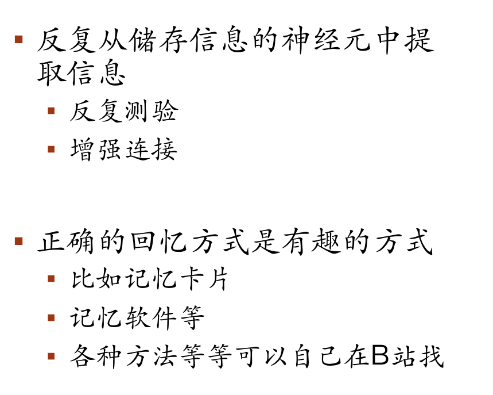 反复从储存信息的神经元中提
取信息
反复测验
增强连接
正确的回忆方式是有趣的方式
比如记忆卡片
记忆软件等
各种方法等等可以自己在B站找